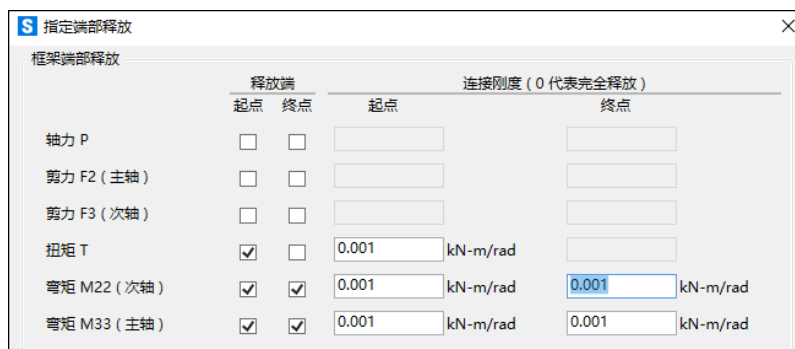 S 指定端部释放
框架端部释放
释放端 连接刚度 ( 0 代表完全释放 )
起点 终点 起点 终点
轴力 P
剪力 F2 ( 主轴 )
剪力 F3 ( 次轴 )
扭矩 T 0.001 kN-m/rad
弯矩 M22 ( 次轴 ) 0.001 kN-m/rad 0.001 kN-m/rad
弯矩 M33 ( 主轴 ) 0.001 kN-m/rad 0.001 kN-m/rad